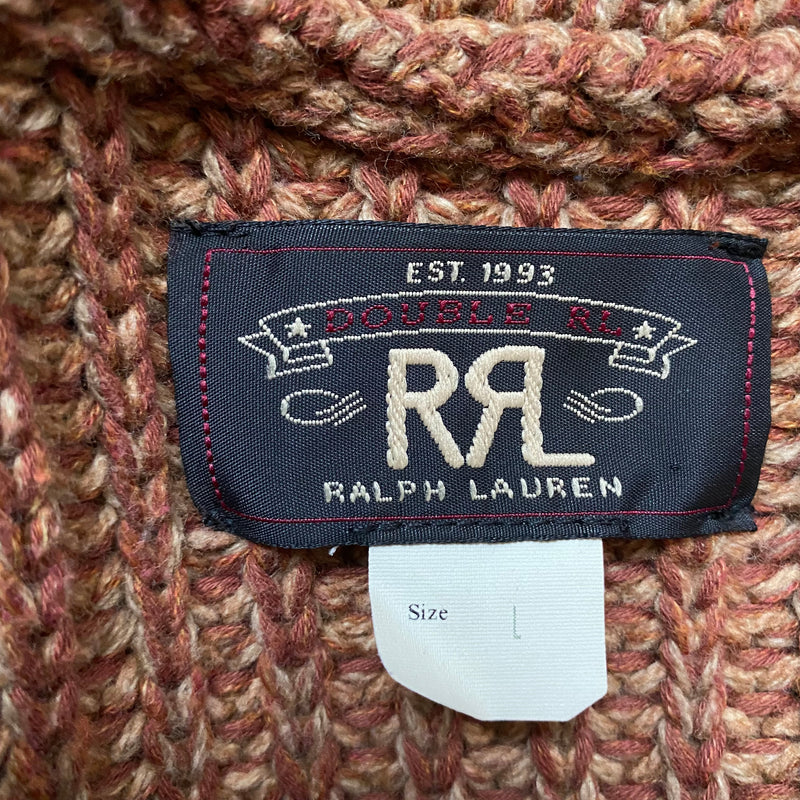 EST. 1993
DOUBLE RL
RRL
RALPH LAUREN
Size L